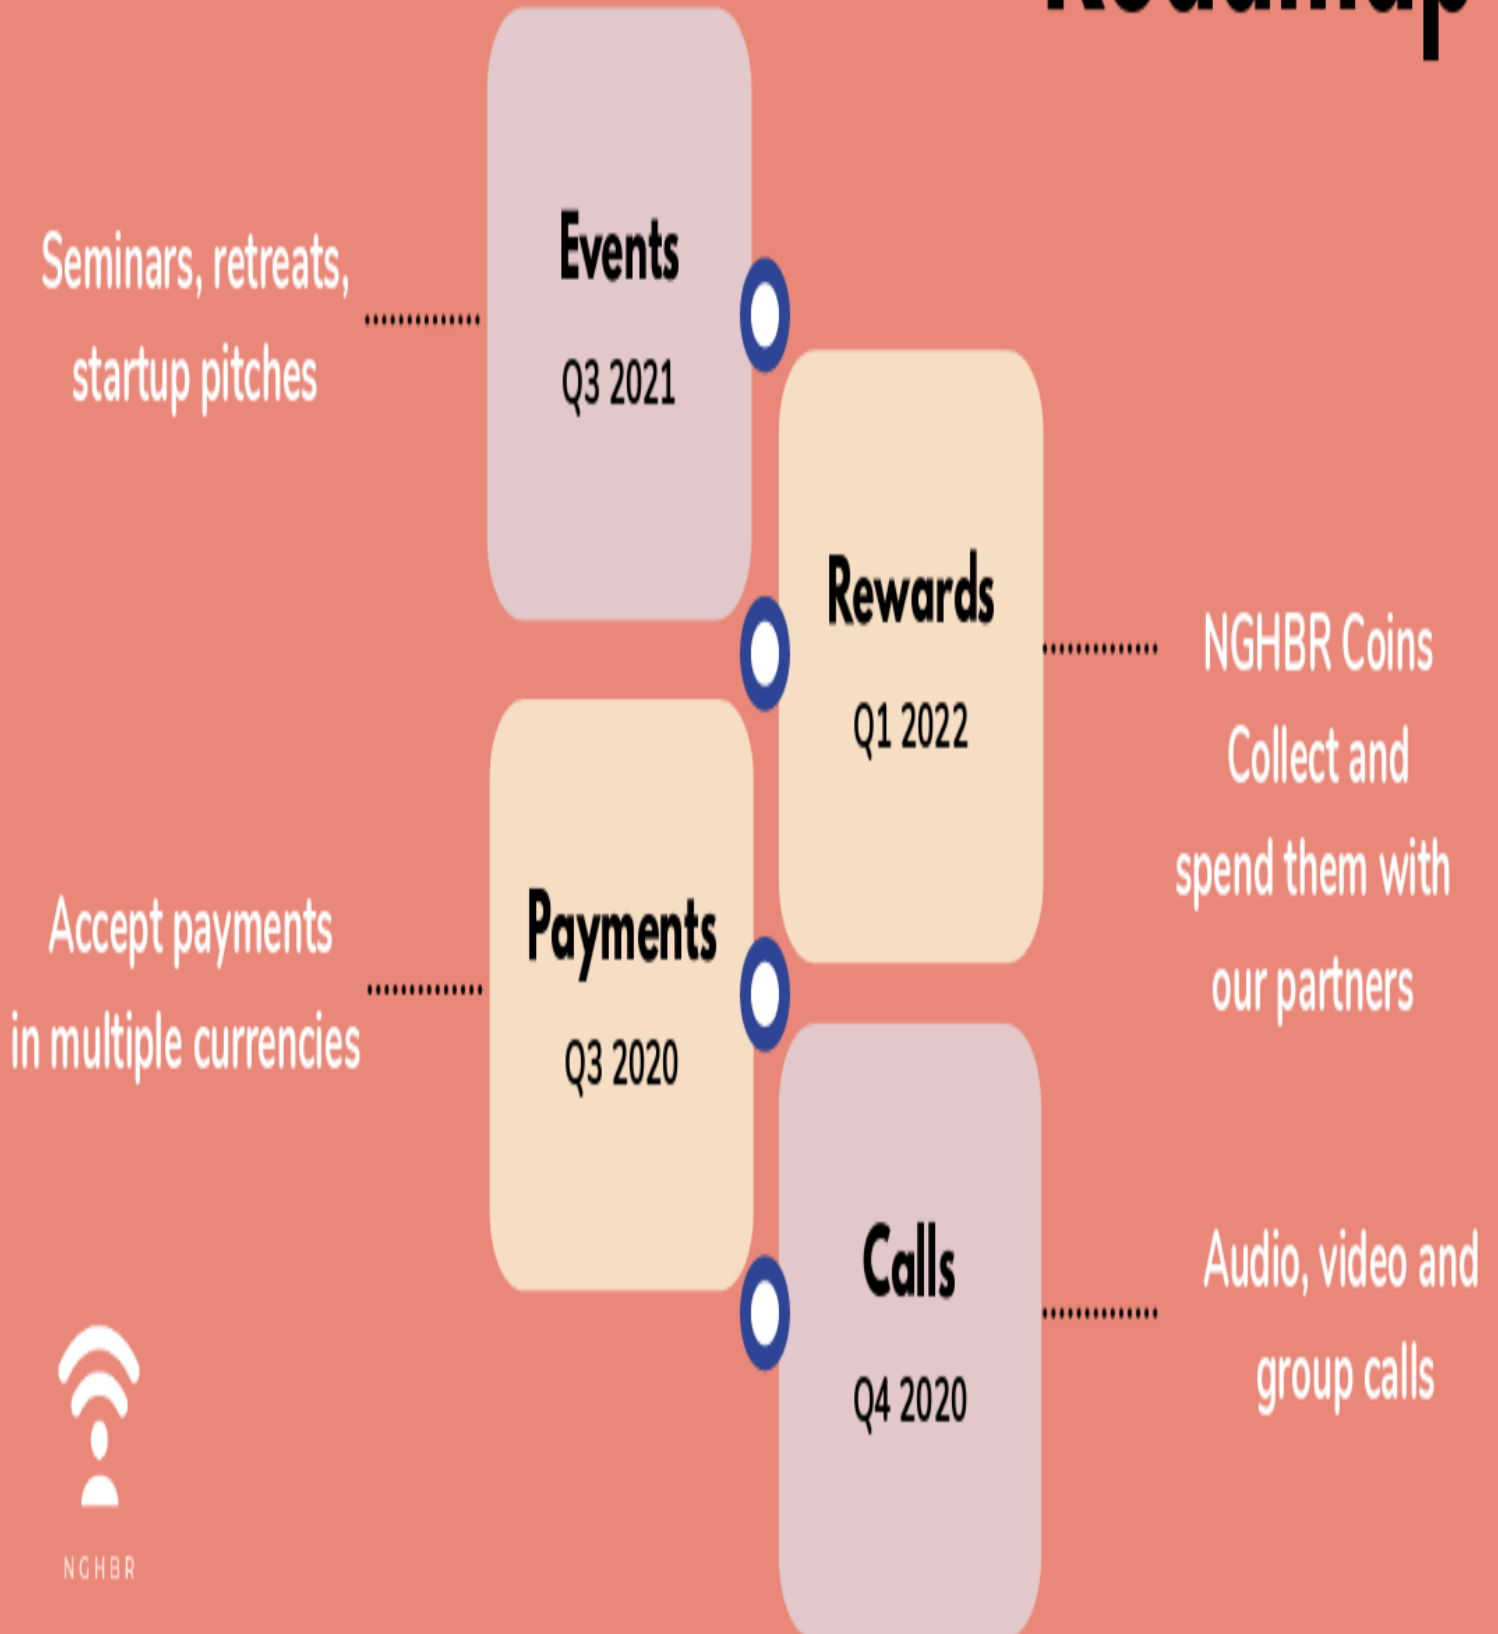 Roadmap
Events
Q3 2021
Seminars, retreats,
startup pitches
Rewards
Q1 2022
NGHBR Coins
Collect and
spend them with
our partners
Payments
Q3 2020
Accept payments
in multiple currencies
Calls
Q4 2020
Audio, video and
group calls
NGHBR